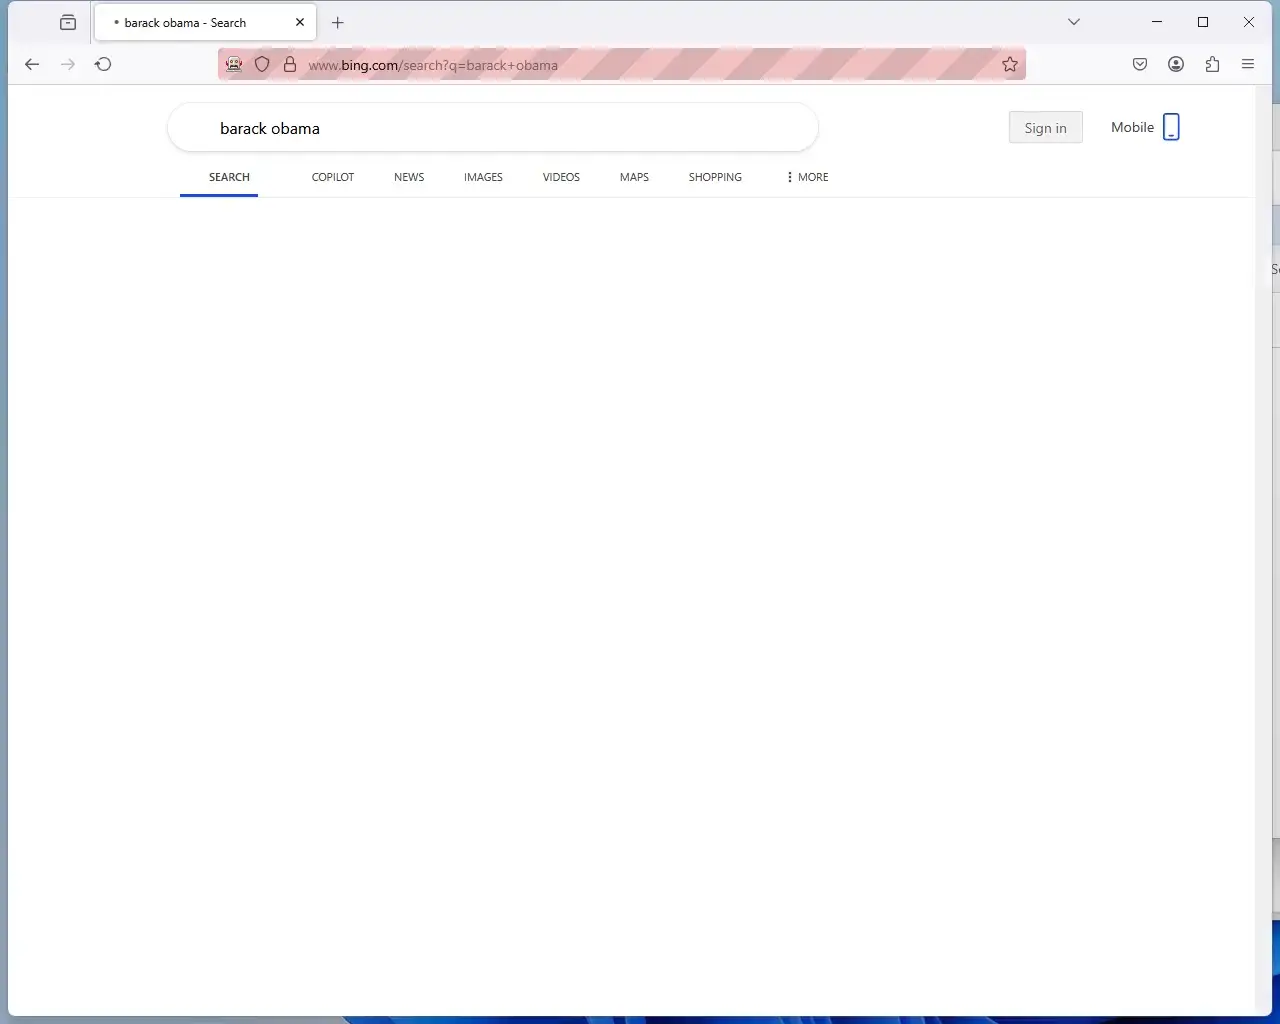 barack obama - Search
www.bing.com/search?q=barack+obama
barack obama
Sign in
Mobile
SEARCH
COPILOT
NEWS
IMAGES
VIDEOS
MAPS
SHOPPING
MORE